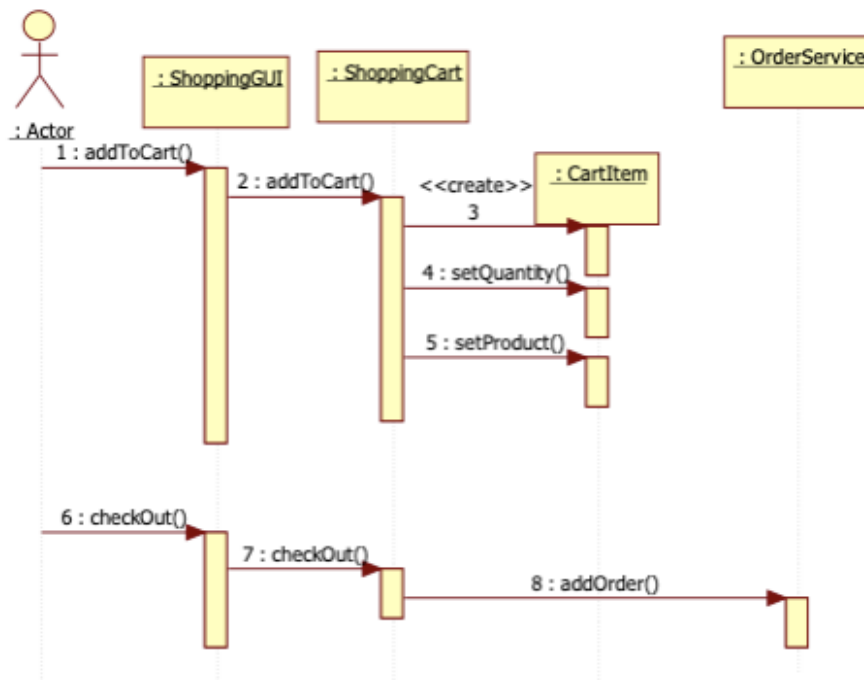 : Actor
: ShoppingGUI
: ShoppingCart
: OrderService
1 : addToCart()
2 : addToCart()
<<create>>
3
: CartItem
4 : setQuantity()
5 : setProduct()
6 : checkOut()
7 : checkOut()
8 : addOrder()